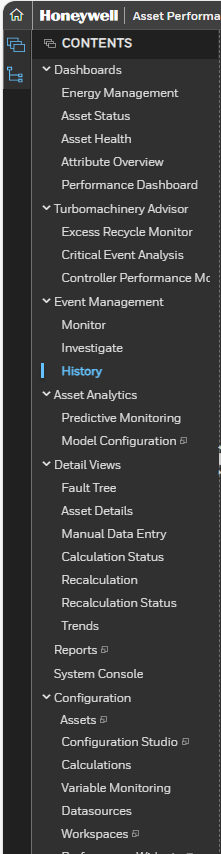 Honeywell | Asset Performa
CONTENTS
Dashboards
Energy Management
Asset Status
Asset Health
Attribute Overview
Performance Dashboard
Turbomachinery Advisor
Excess Recycle Monitor
Critical Event Analysis
Controller Performance Mc
Event Management
Monitor
Investigate
History
Asset Analytics
Predictive Monitoring
Model Configuration
Detail Views
Fault Tree
Asset Details
Manual Data Entry
Calculation Status
Recalculation
Recalculation Status
Trends
Reports
System Console
Configuration
Assets
Configuration Studio
Calculations
Variable Monitoring
Datasources
Workspaces